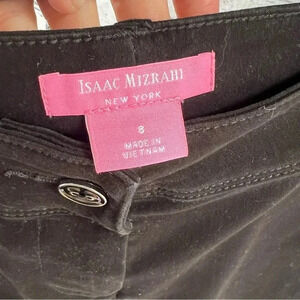 ISAAC MIZRAHI
NEW YORK
8
MADE IN
VIETNAM